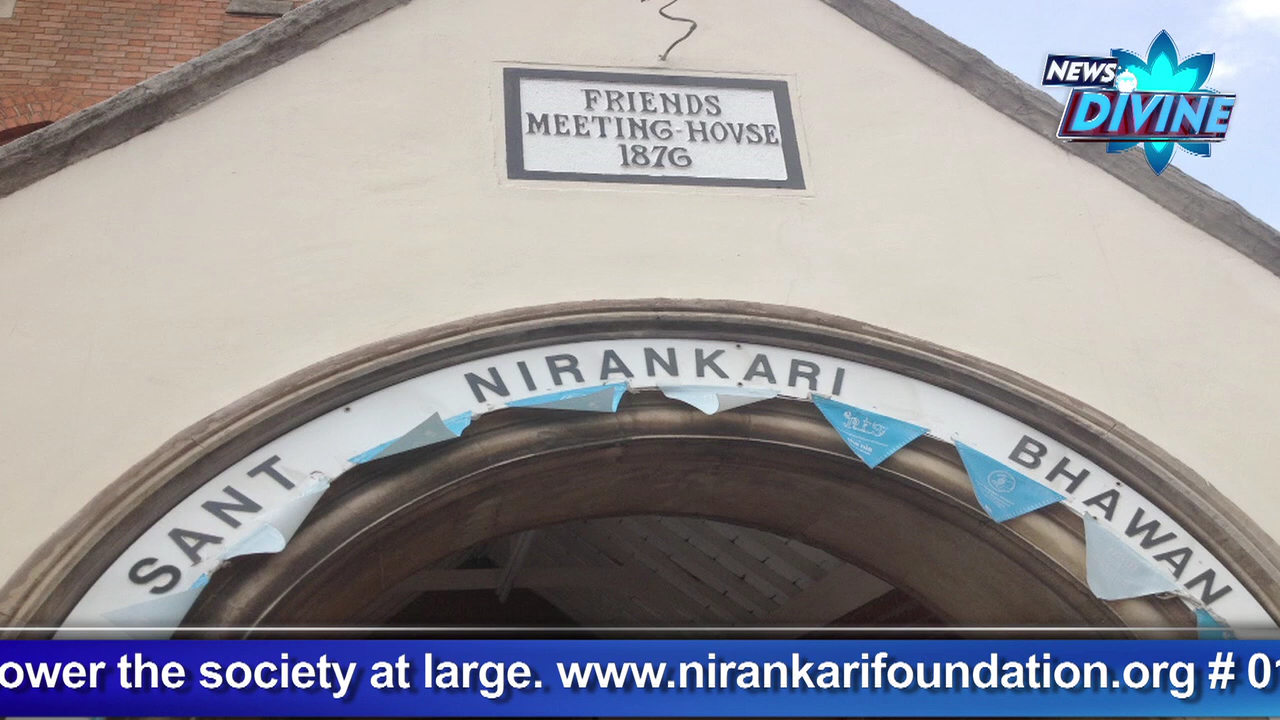 FRIENDS
MEETING-HOVSE
1876
NEWS
DIVINE
SANT NIRANKARI BHAWAN
ower the society at large. www.nirankarifoundation.org # 01